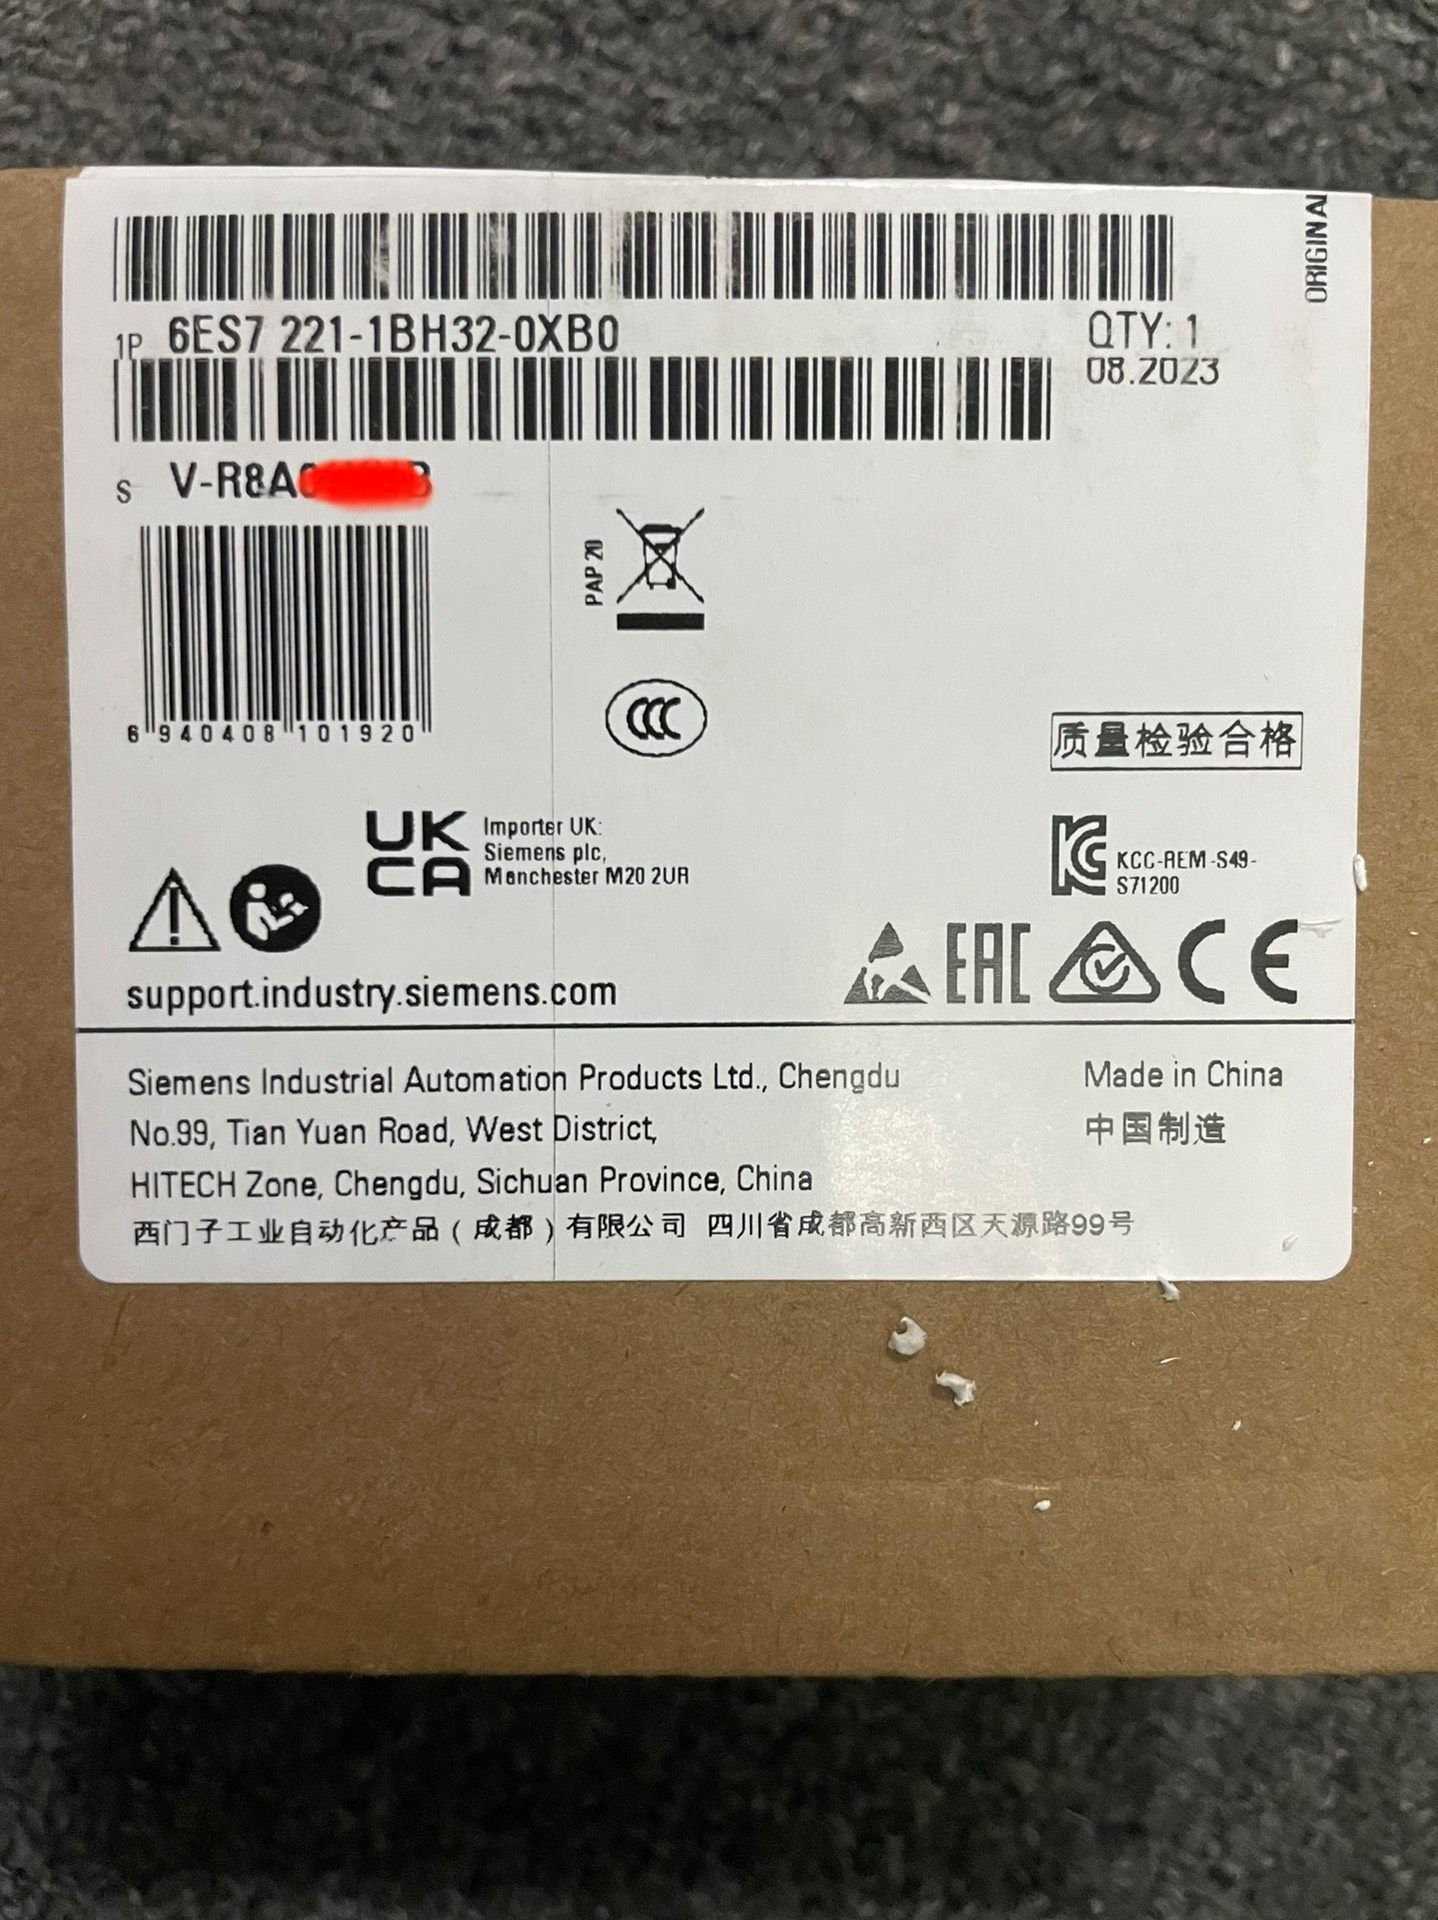 ORIGINAL
1P 6ES7 221-1BH32-0XB0
QTY: 1
08.2023
S V-R8A
PAP 20
6 940408 101920
CCC
质量检验合格
UK
CA
Importer UK:
Siemens plc,
Manchester M20 2UR
KC
KCC-REM-S49-
S71200
EAC
CE
support.industry.siemens.com
Siemens Industrial Automation Products Ltd., Chengdu
No.99, Tian Yuan Road, West District,
HITECH Zone, Chengdu, Sichuan Province, China
西门子工业自动化产品（成都）有限公司 四川省成都高新西区天源路99号
Made in China
中国制造